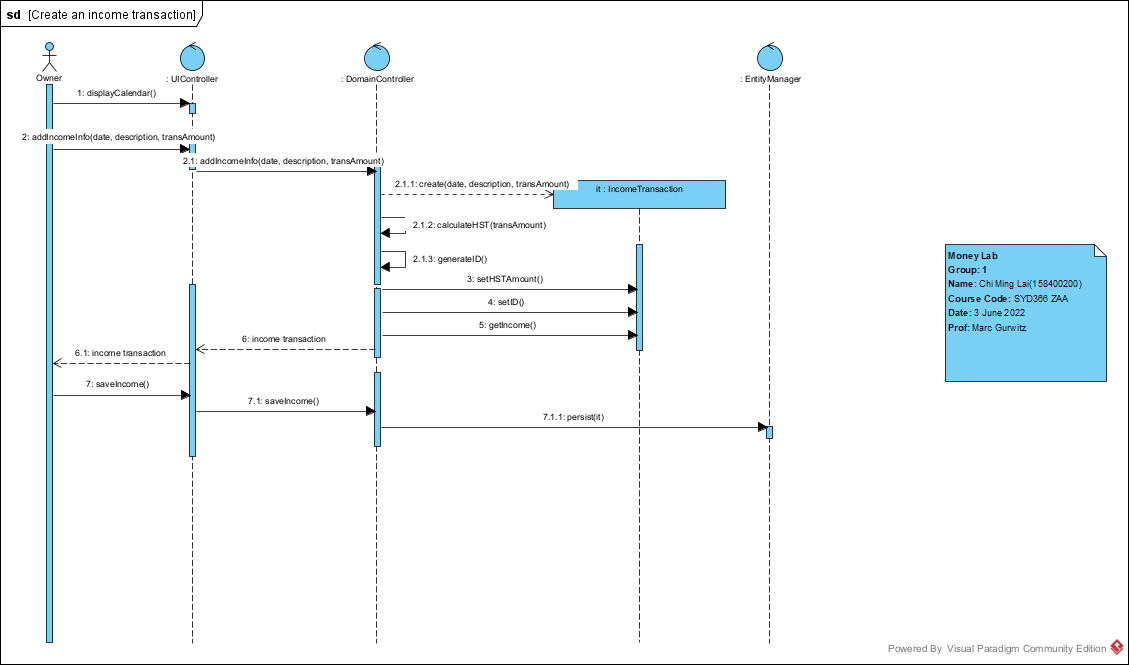 sd [Create an income transaction]
Owner
: UIController
: DomainController
: EntityManager
1: displayCalendar()
2: addIncomeInfo(date, description, transAmount)
2.1: addIncomeInfo(date, description, transAmount)
2.1.1: create(date, description, transAmount)
it : IncomeTransaction
2.1.2: calculateHST(transAmount)
2.1.3: generateID()
3: setHSTAmount()
4: setID()
5: getIncome()
6: income transaction
6.1: income transaction
7: saveIncome()
7.1: saveIncome()
7.1.1: persist(it)
Money Lab
Group: 1
Name: Chi Ming Lai(158400200)
Course Code: SYD366 ZAA
Date: 3 June 2022
Prof: Marc Gurwitz
Powered By Visual Paradigm Community Edition